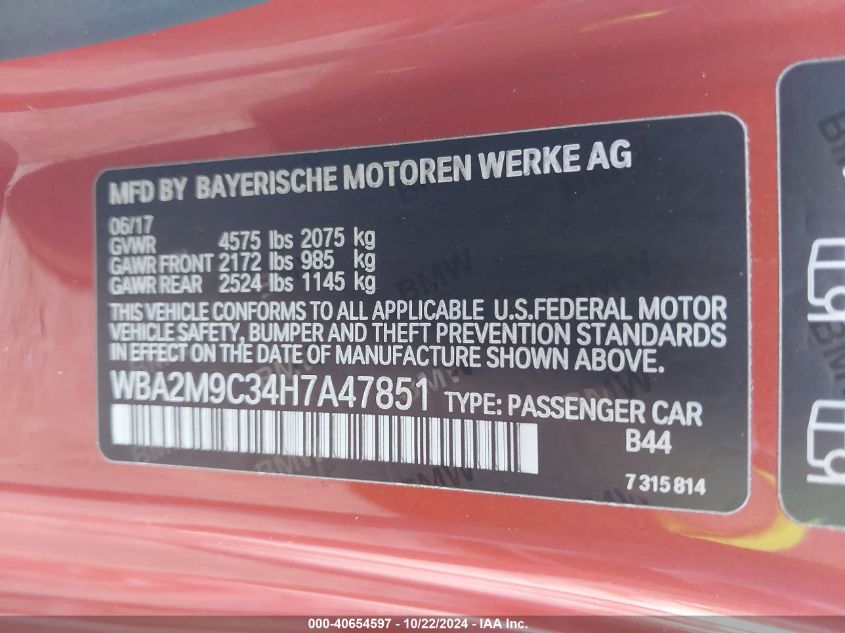 MFD BY BAYERISCHE MOTOREN WERKE AG
06/17
GVWR 4575 lbs 2075 kg
GAWR FRONT 2172 lbs 985 kg
GAWR REAR 2524 lbs 1145 kg
THIS VEHICLE CONFORMS TO ALL APPLICABLE U.S.FEDERAL MOTOR
VEHICLE SAFETY, BUMPER AND THEFT PREVENTION STANDARDS
IN EFFECT ON THE DATE OF MANUFACTURE SHOWN ABOVE.
WBA2M9C34H7A47851 TYPE: PASSENGER CAR
B44
7 315 814
000-40654597 - 10/22/2024 - IAA Inc.